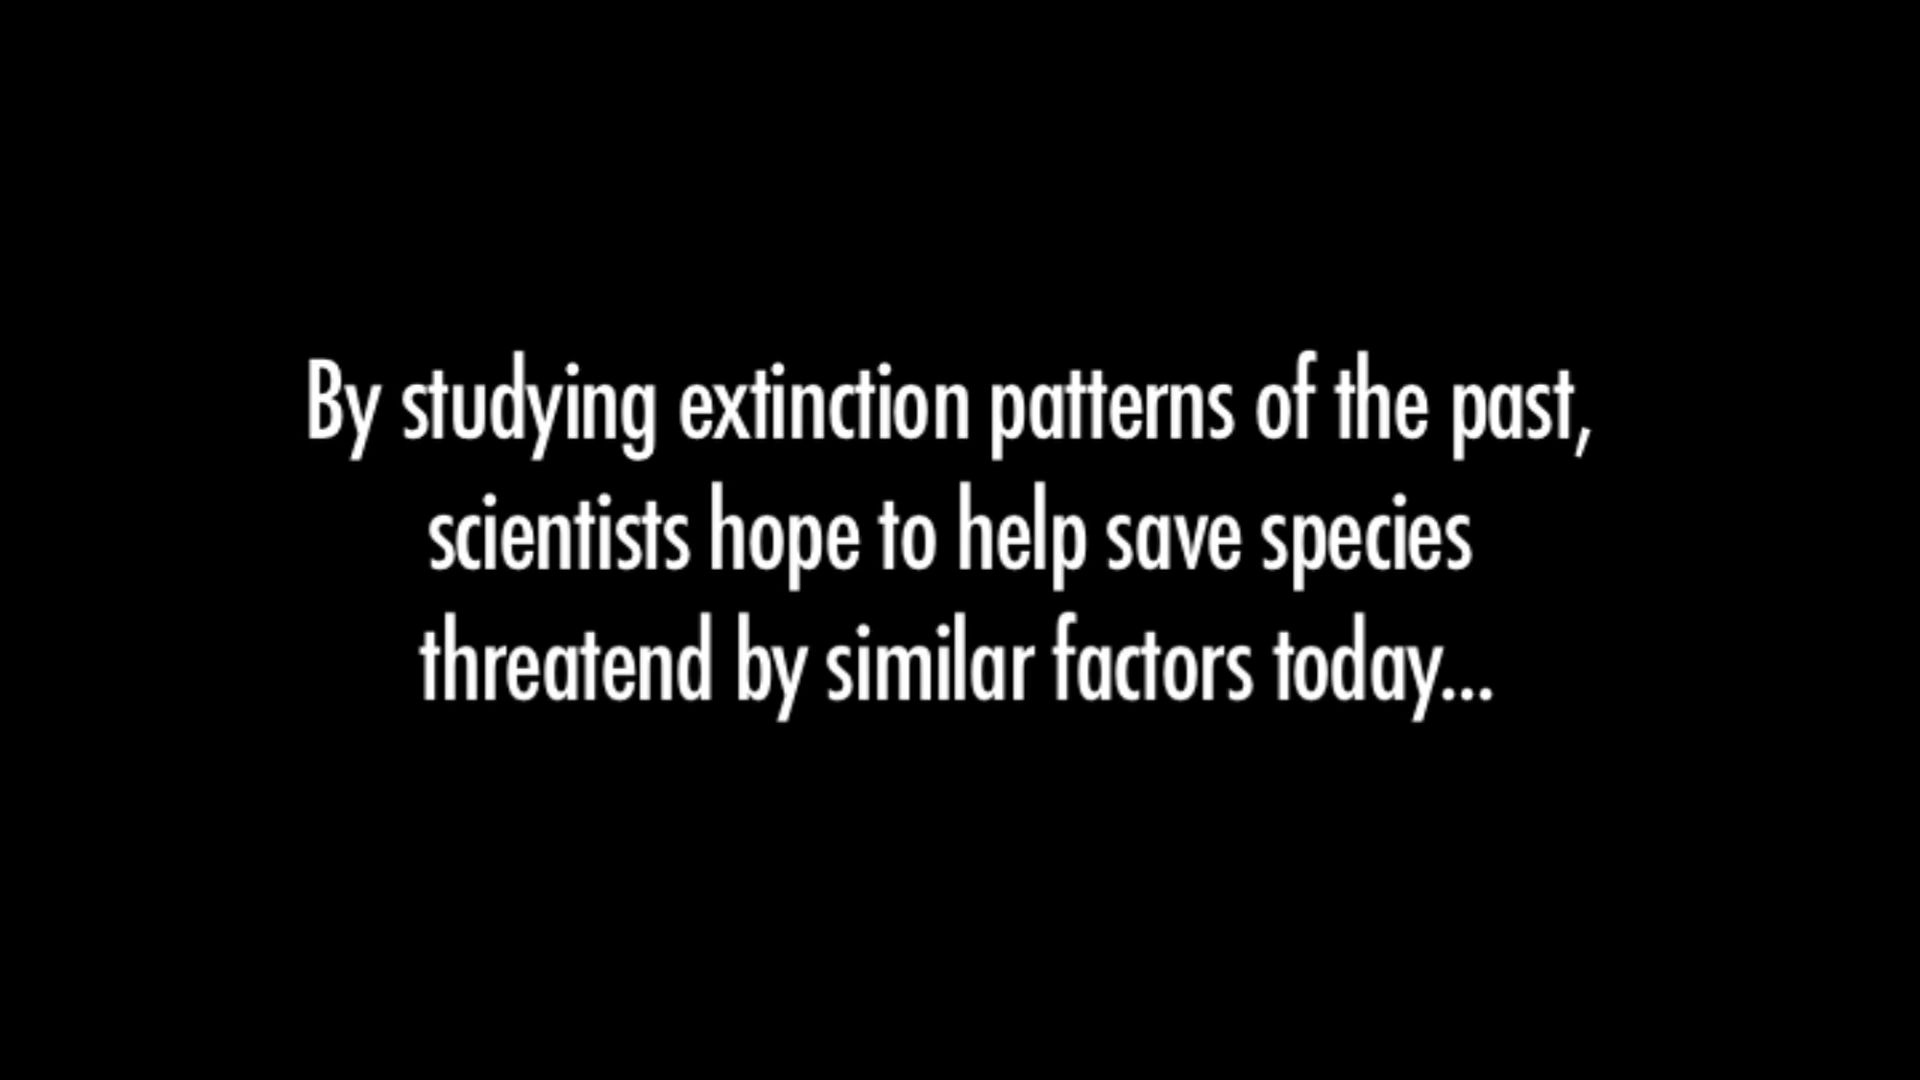 By studying extinction patterns of the past,
scientists hope to help save species
threatend by similar factors today...